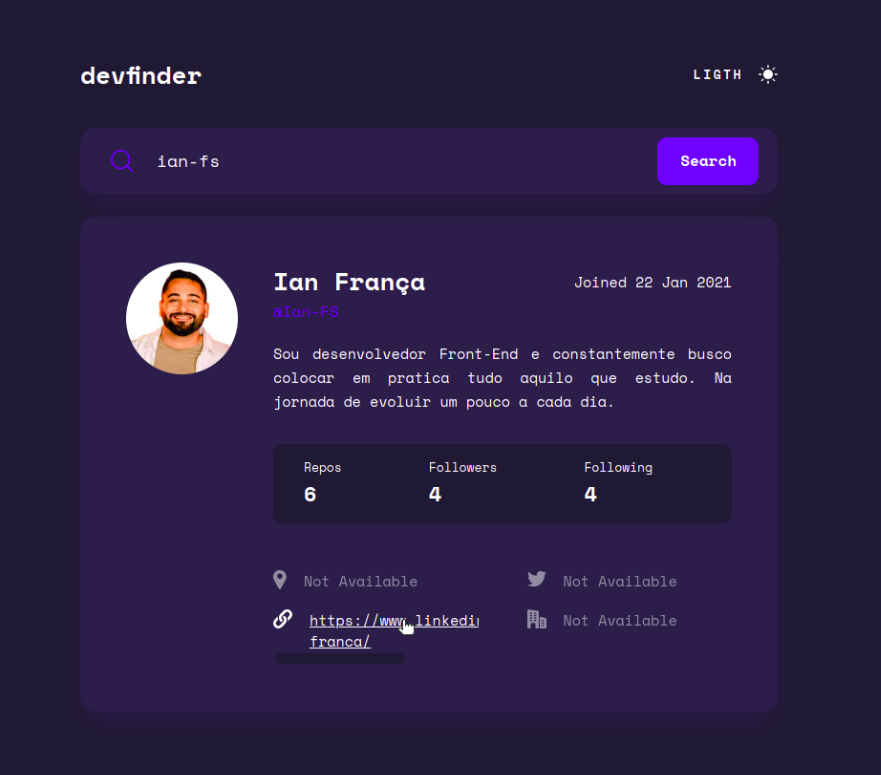 devfinder
LIGTH
ian-fs
Search
Ian França
Joined 22 Jan 2021
@Ian-FS
Sou desenvolvedor Front-End e constantemente busco
colocar em pratica tudo aquilo que estudo. Na
jornada de evoluir um pouco a cada dia.
Repos
Followers
Following
6
4
4
Not Available
Not Available
https://www.linkedin
franca/
Not Available